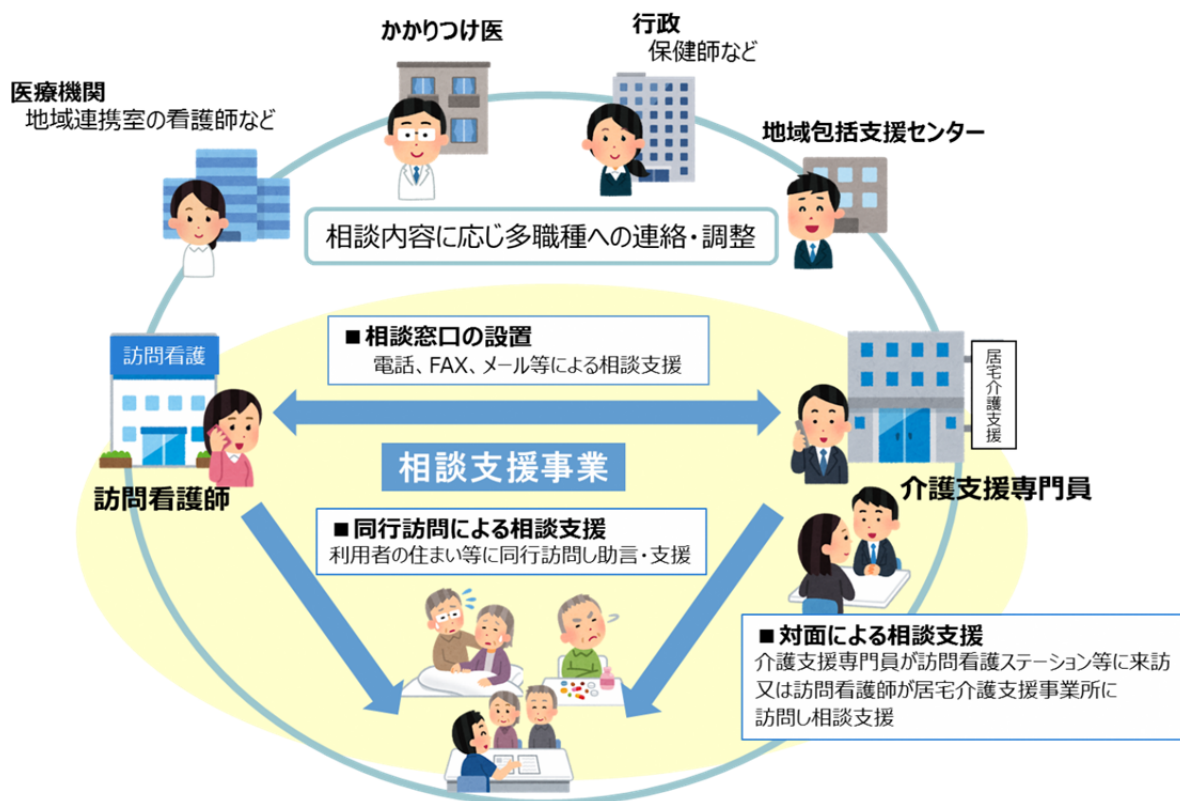 かかりつけ医
行政
保健師など
医療機関
地域連携室の看護師など
地域包括支援センター
相談内容に応じ多職種への連絡・調整
訪問看護
■相談窓口の設置
電話、FAX、メール等による相談支援
居宅介護支援
相談支援事業
訪問看護師
介護支援専門員
■同行訪問による相談支援
利用者の住まい等に同行訪問し助言・支援
■対面による相談支援
介護支援専門員が訪問看護ステーション等に来訪
又は訪問看護師が居宅介護支援事業所に
訪問し相談支援